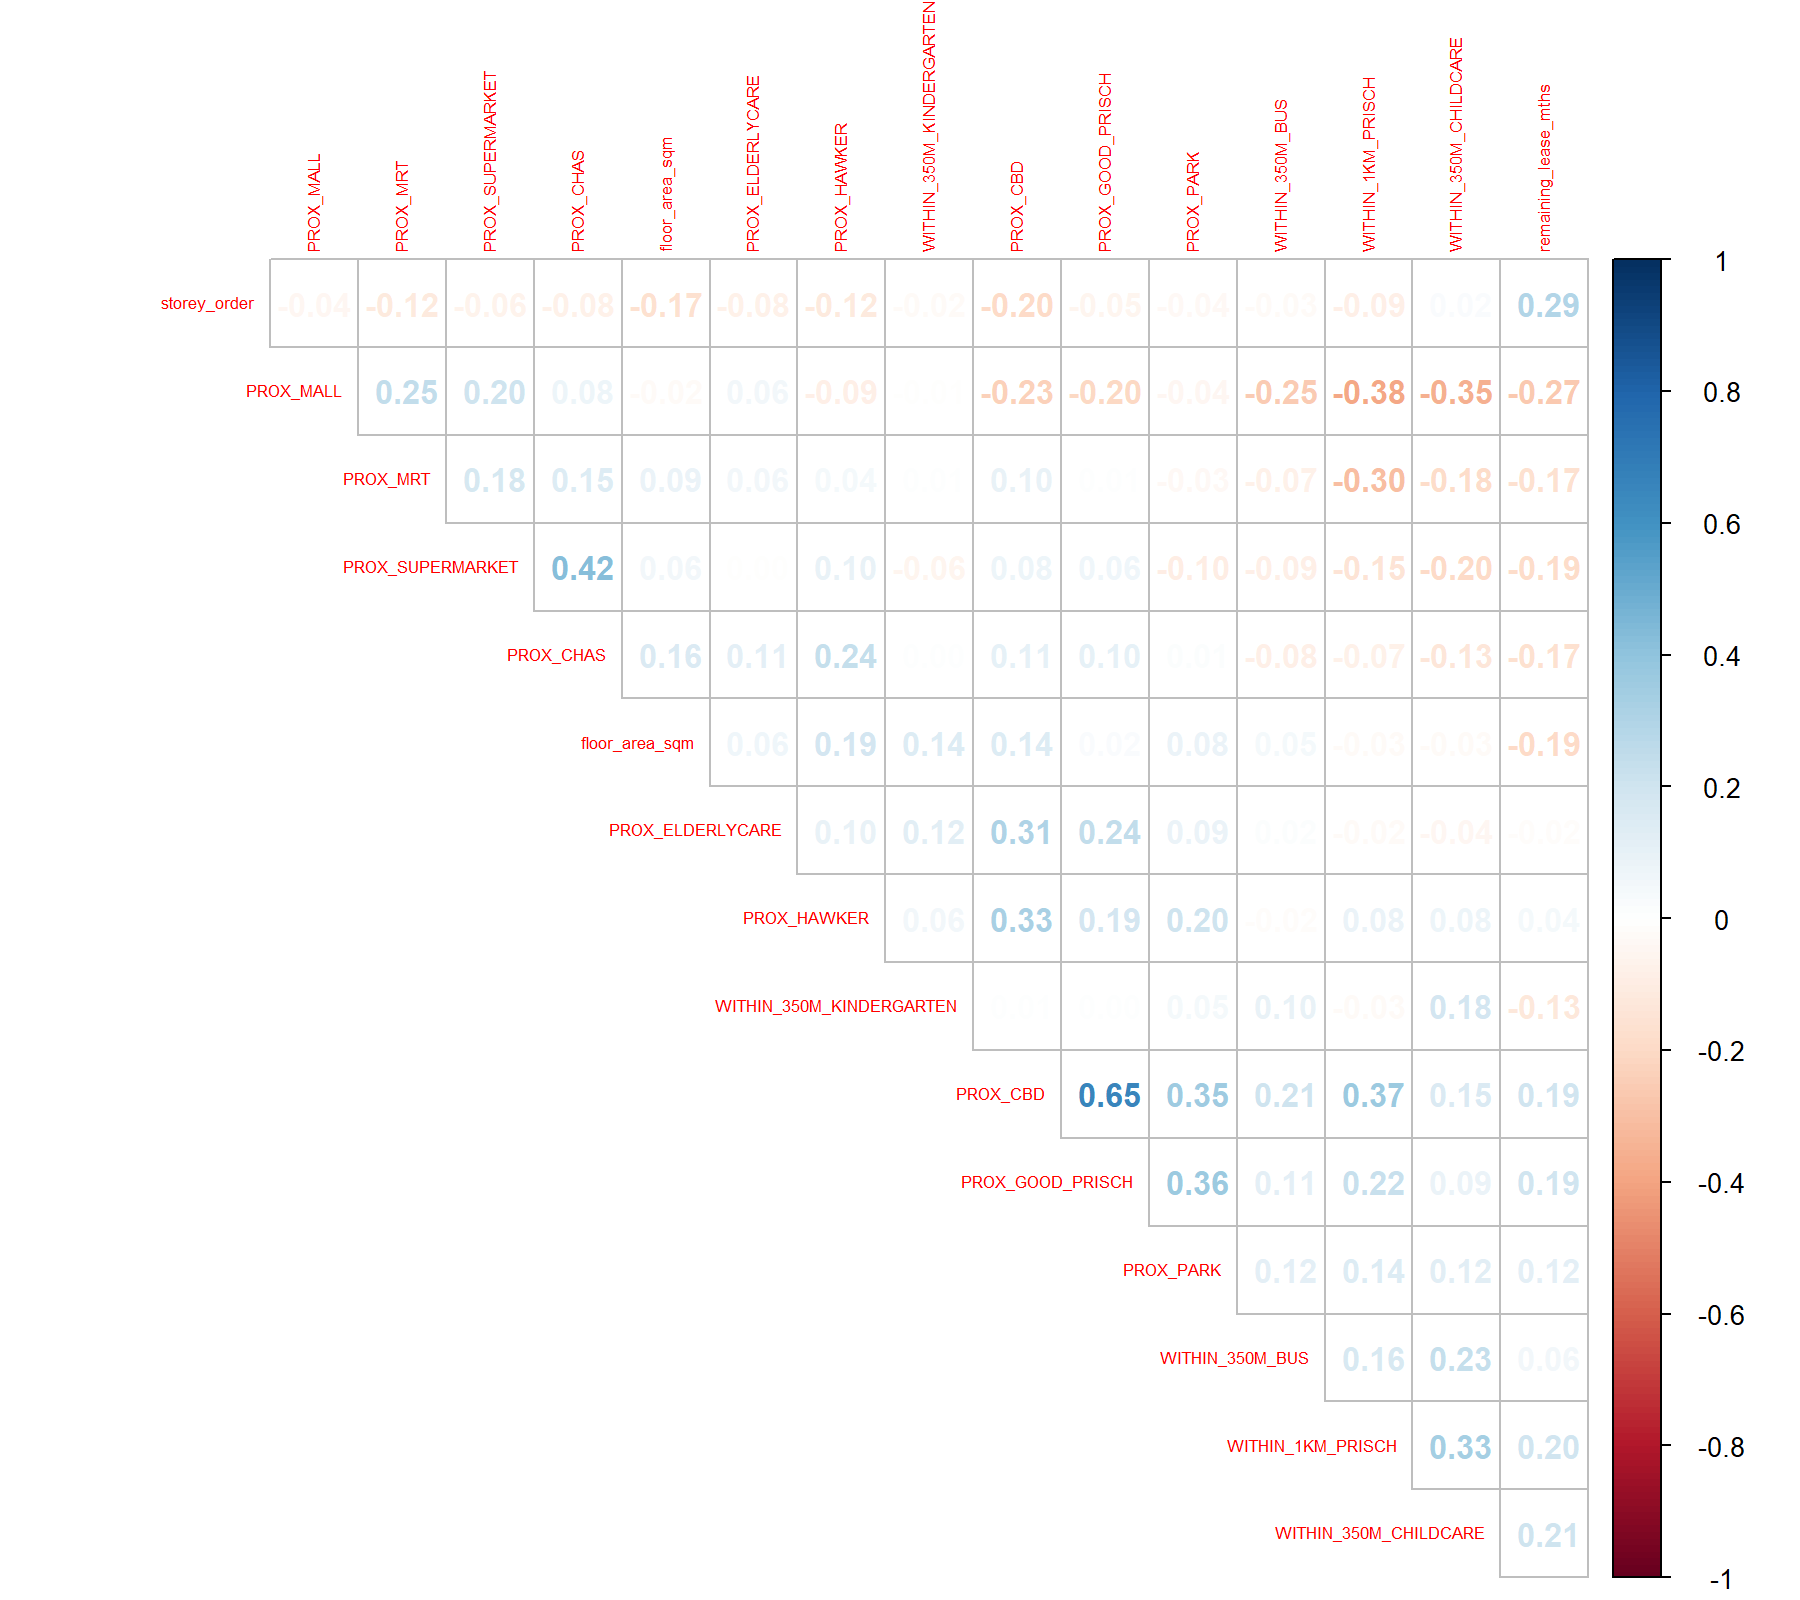 PROX_MALL
PROX_MRT
PROX_SUPERMARKET
PROX_CHAS
floor_area_sqm
PROX_ELDERLYCARE
PROX_HAWKER
WITHIN_350M_KINDERGARTEN
PROX_CBD
PROX_GOOD_PRISCH
PROX_PARK
WITHIN_350M_BUS
WITHIN_1KM_PRISCH
WITHIN_350M_CHILDCARE
remaining_lease_mths
storey_order -0.04 -0.12 -0.06 -0.08 -0.17 -0.08 -0.12 -0.02 -0.20 -0.05 -0.04 -0.03 -0.09 0.02 0.29
PROX_MALL 0.25 0.20 0.08 -0.02 0.06 -0.09 -0.23 -0.20 -0.04 -0.25 -0.38 -0.35 -0.27
PROX_MRT 0.18 0.15 0.09 0.06 0.04 0.10 -0.03 -0.07 -0.30 -0.18 -0.17
PROX_SUPERMARKET 0.42 0.06 0.10 -0.06 0.08 0.06 -0.10 -0.09 -0.15 -0.20 -0.19
PROX_CHAS 0.16 0.11 0.24 0.11 0.10 0.01 -0.08 -0.07 -0.13 -0.17
floor_area_sqm 0.06 0.19 0.14 0.14 0.02 0.08 0.05 -0.03 -0.03 -0.19
PROX_ELDERLYCARE 0.10 0.12 0.31 0.24 0.09 0.02 -0.02 -0.04 -0.02
PROX_HAWKER 0.06 0.33 0.19 0.20 -0.02 0.08 0.08 0.04
WITHIN_350M_KINDERGARTEN 0.05 0.10 -0.03 0.18 -0.13
PROX_CBD 0.65 0.35 0.21 0.37 0.15 0.19
PROX_GOOD_PRISCH 0.36 0.11 0.22 0.09 0.19
PROX_PARK 0.12 0.14 0.12 0.12
WITHIN_350M_BUS 0.16 0.23 0.06
WITHIN_1KM_PRISCH 0.33 0.20
WITHIN_350M_CHILDCARE 0.21
1
0.8
0.6
0.4
0.2
0
-0.2
-0.4
-0.6
-0.8
-1